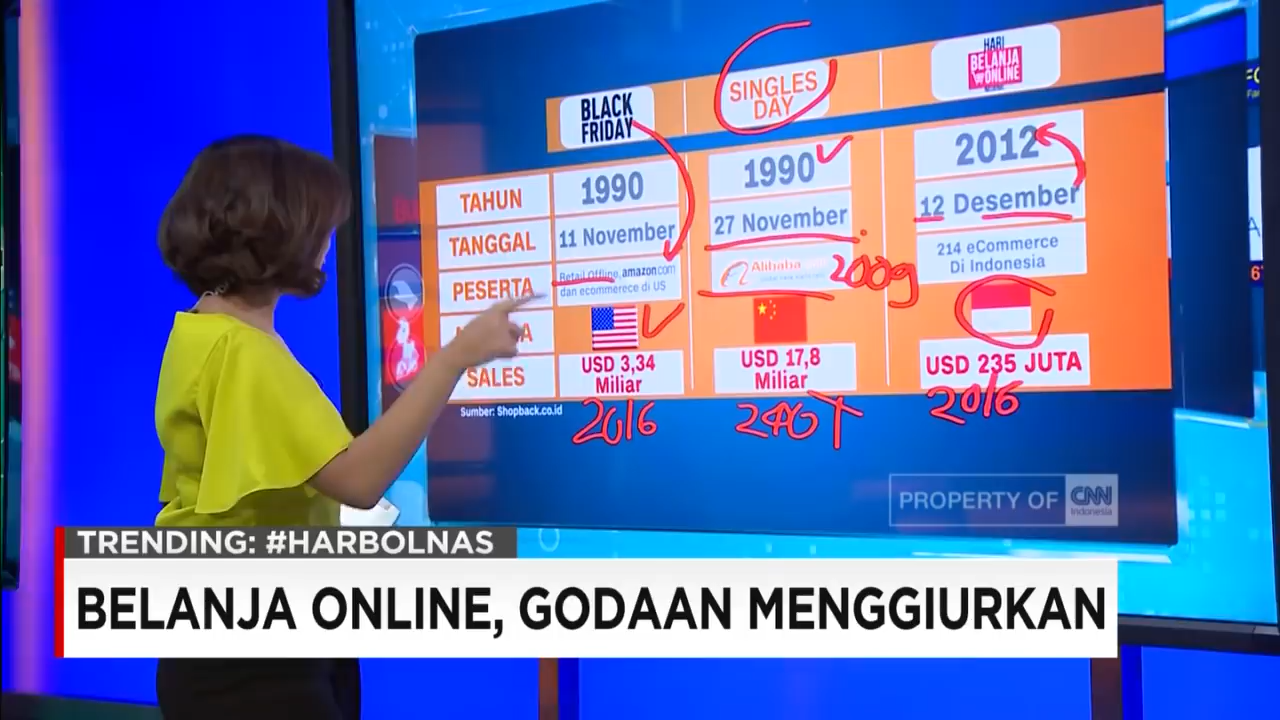 BLACK
FRIDAY
SINGLES
DAY
HARI
BELANJA
ONLINE
TAHUN
1990
1990
2012
TANGGAL
11 November
27 November
12 Desember
PESERTA
Retail Offline, amazon.com
dan ecommerece di US
Alibaba
2009
214 eCommerce
Di Indonesia
SALES
USD 3,34
Miliar
USD 17,8
Miliar
USD 235 JUTA
Sumber: Shopback.co.id
2016
240T
2016
PROPERTY OF CNN
Indonesia
TRENDING: #HARBOLNAS
BELANJA ONLINE, GODAAN MENGGIURKAN